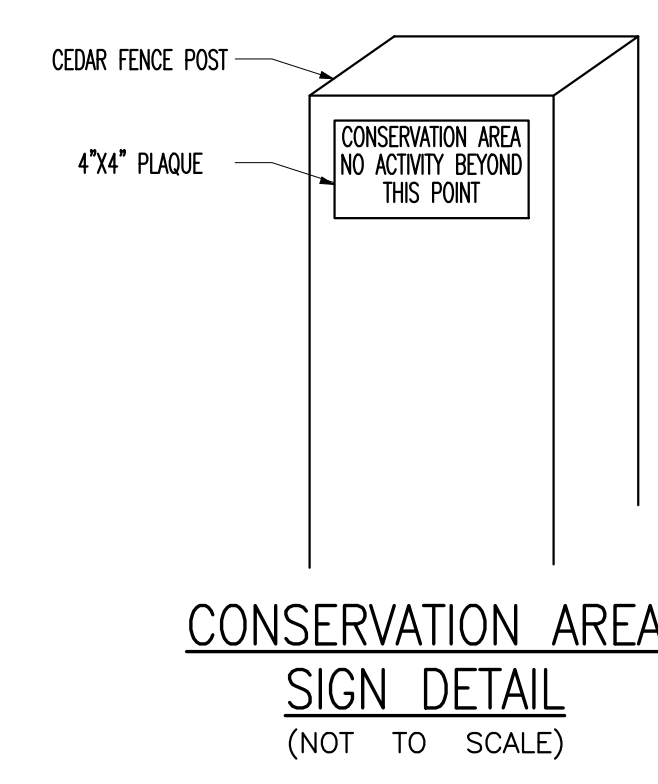 CEDAR FENCE POST
4"X4" PLAQUE
CONSERVATION AREA
NO ACTIVITY BEYOND
THIS POINT
CONSERVATION AREA
SIGN DETAIL
(NOT TO SCALE)